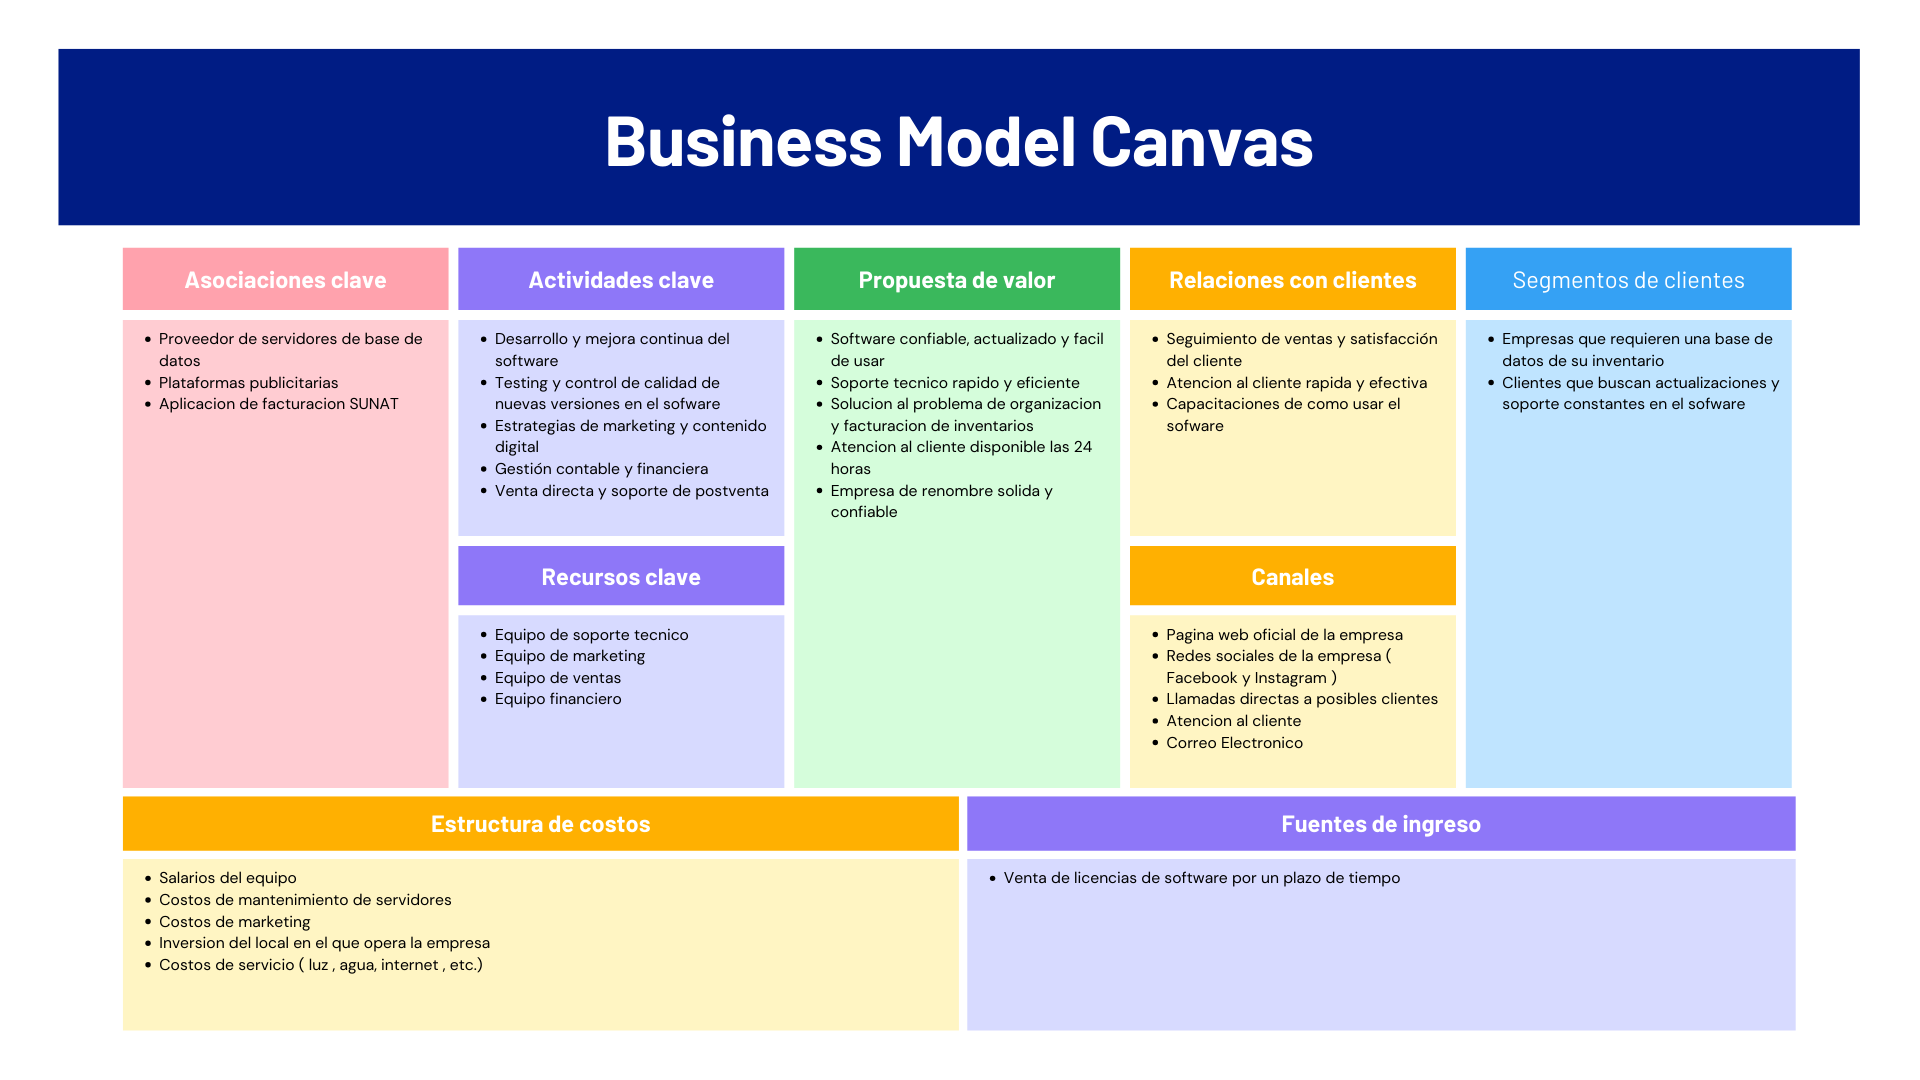 Business Model Canvas
Asociaciones clave
Proveedor de servidores de base de
datos
Plataformas publicitarias
Aplicacion de facturacion SUNAT
Actividades clave
Desarrollo y mejora continua del
software
Testing y control de calidad de
nuevas versiones en el sofware
Estrategias de marketing y contenido
digital
Gestión contable y financiera
Venta directa y soporte de postventa
Recursos clave
Equipo de soporte tecnico
Equipo de marketing
Equipo de ventas
Equipo financiero
Propuesta de valor
Software confiable, actualizado y facil
de usar
Soporte tecnico rapido y eficiente
Solucion al problema de organizacion
y facturacion de inventarios
Atencion al cliente disponible las 24
horas
Empresa de renombre solida y
confiable
Relaciones con clientes
Seguimiento de ventas y satisfacción
del cliente
Atencion al cliente rapida y efectiva
Capacitaciones de como usar el
sofware
Canales
Pagina web oficial de la empresa
Redes sociales de la empresa (
Facebook y Instagram )
Llamadas directas a posibles clientes
Atencion al cliente
Correo Electronico
Segmentos de clientes
Empresas que requieren una base de
datos de su inventario
Clientes que buscan actualizaciones y
soporte constantes en el sofware
Estructura de costos
Salarios del equipo
Costos de mantenimiento de servidores
Costos de marketing
Inversion del local en el que opera la empresa
Costos de servicio ( luz , agua, internet , etc.)
Fuentes de ingreso
Venta de licencias de software por un plazo de tiempo